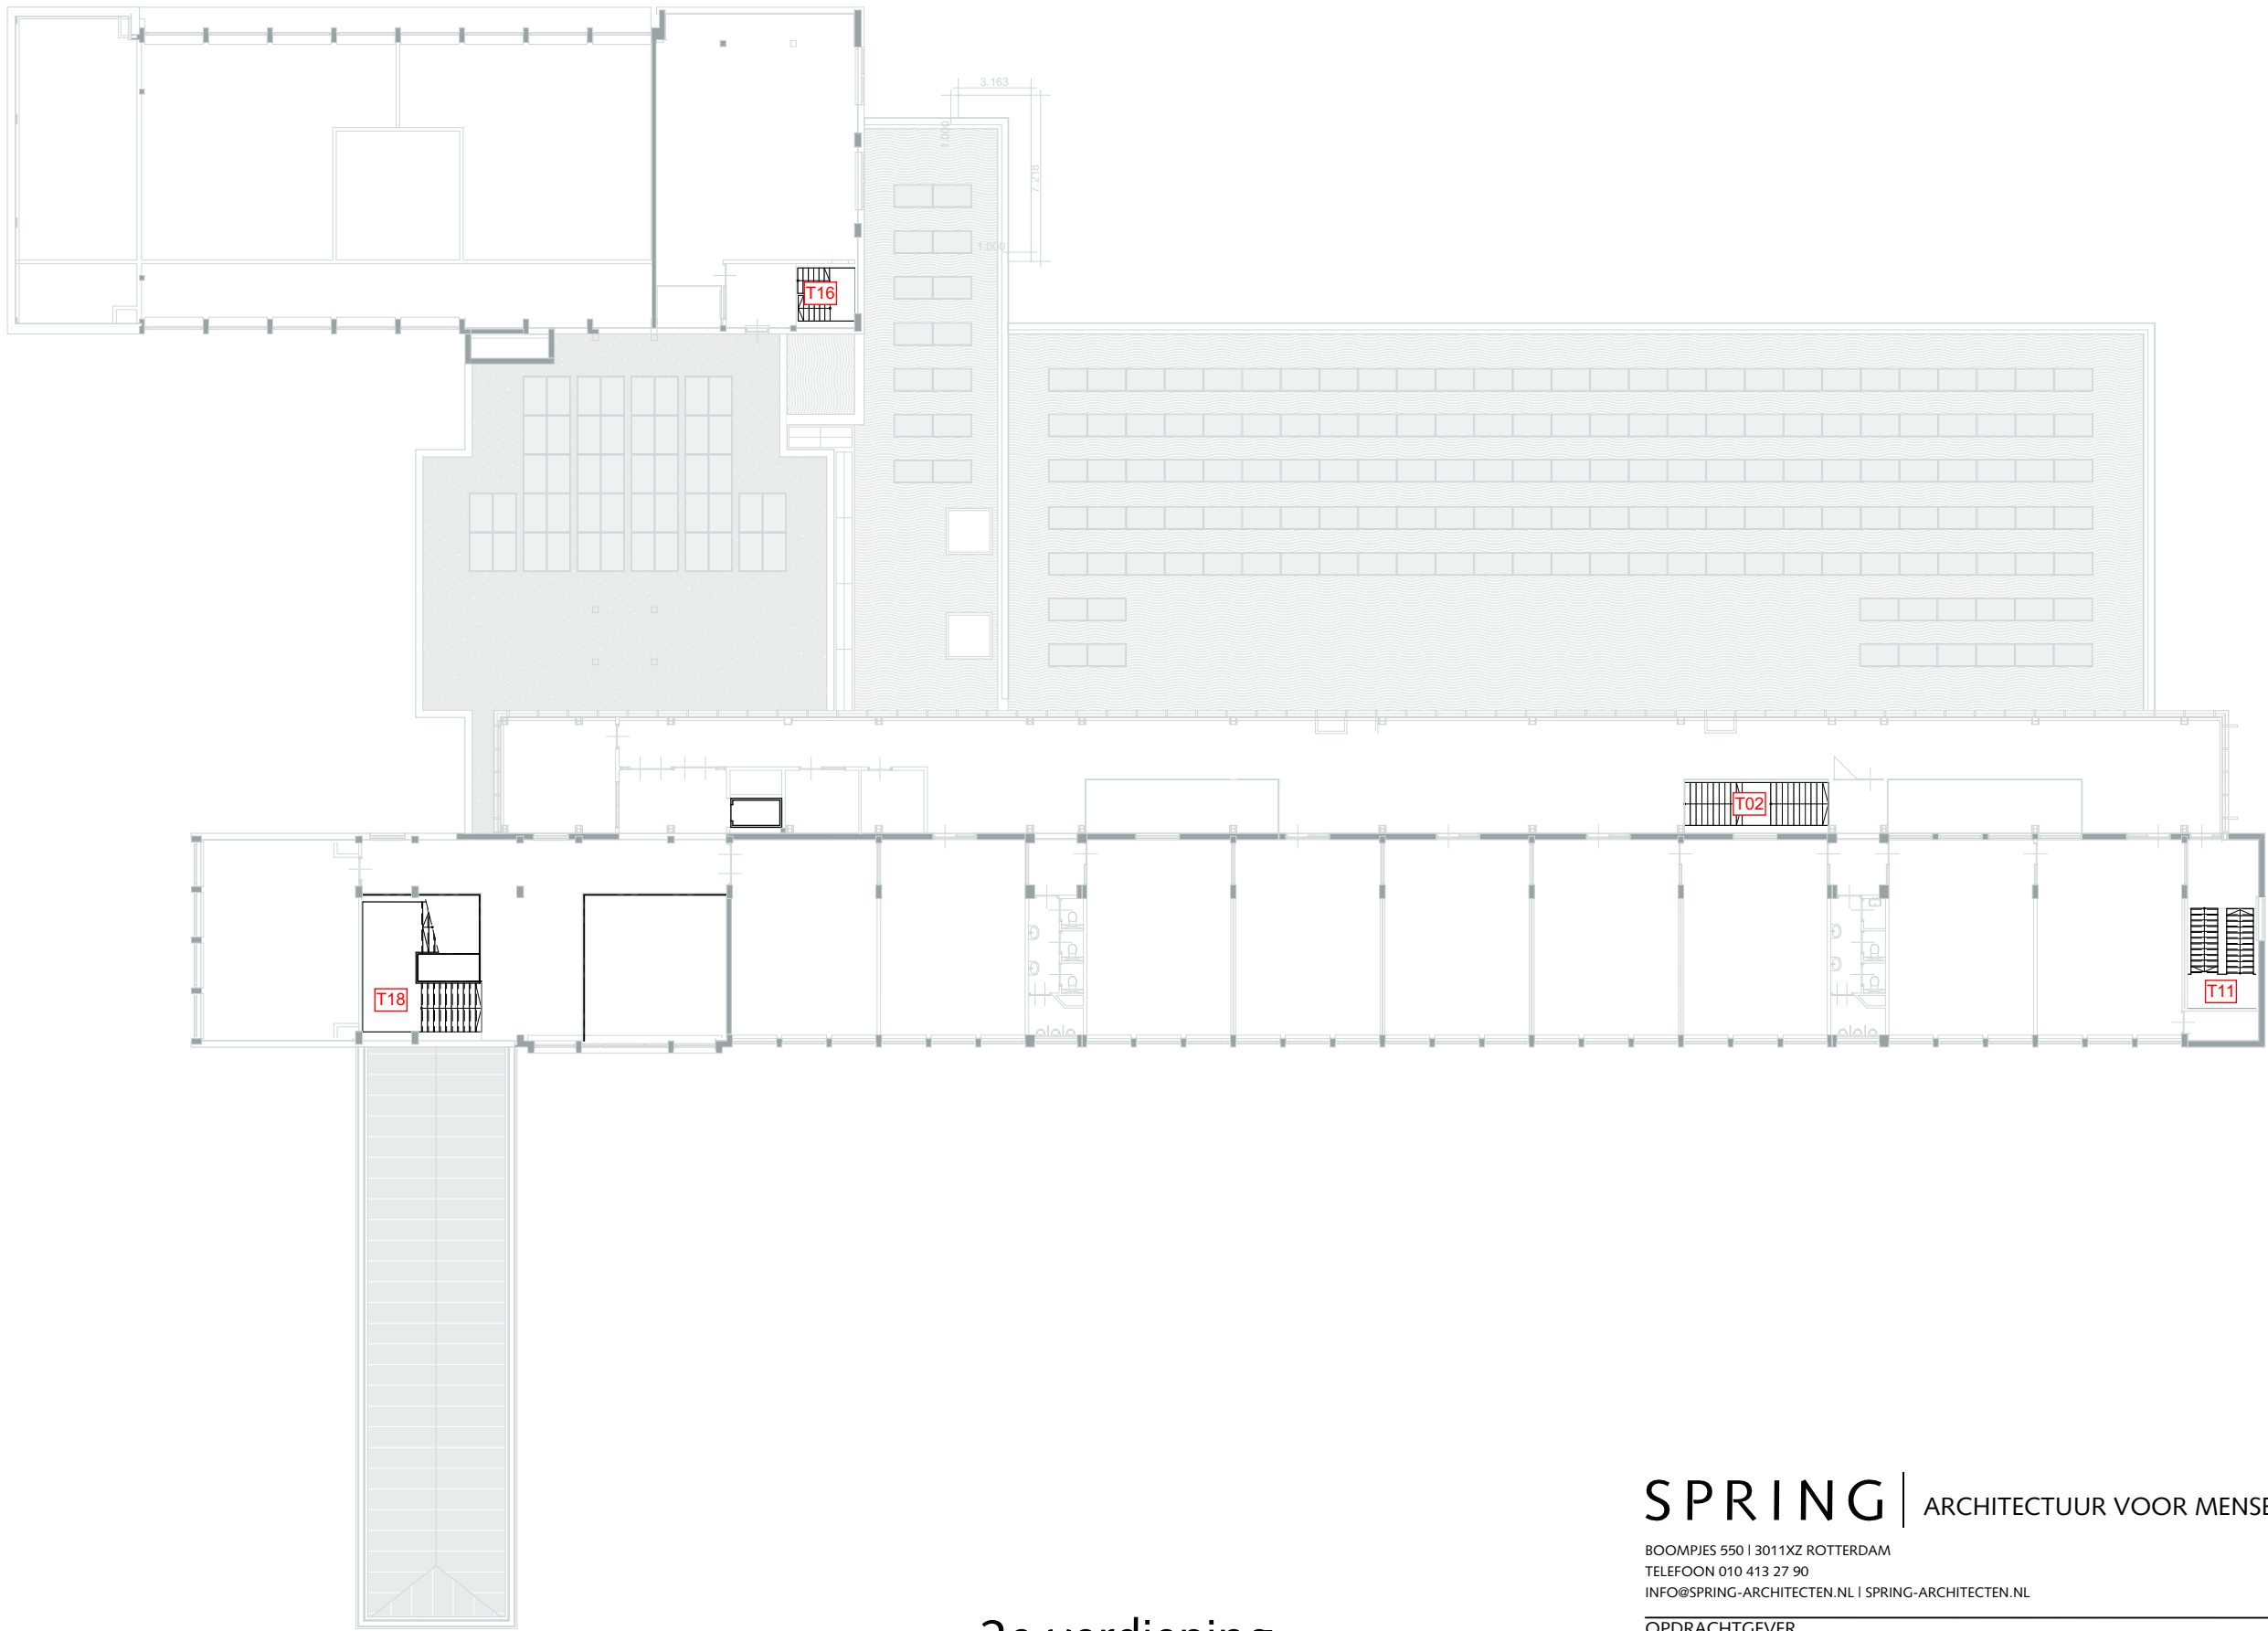 3.163
1.000
7.218
1.000
T16
T02
T18
T11
SPRING
ARCHITECTUUR VOOR
BOOMPJES 550 | 3011XZ ROTTERDAM
TELEFOON 010 413 27 90
INFO@SPRING-ARCHITECTEN.NL | SPRING-ARCHITECTEN.NL
OPDRACHTGEVER
verdieping